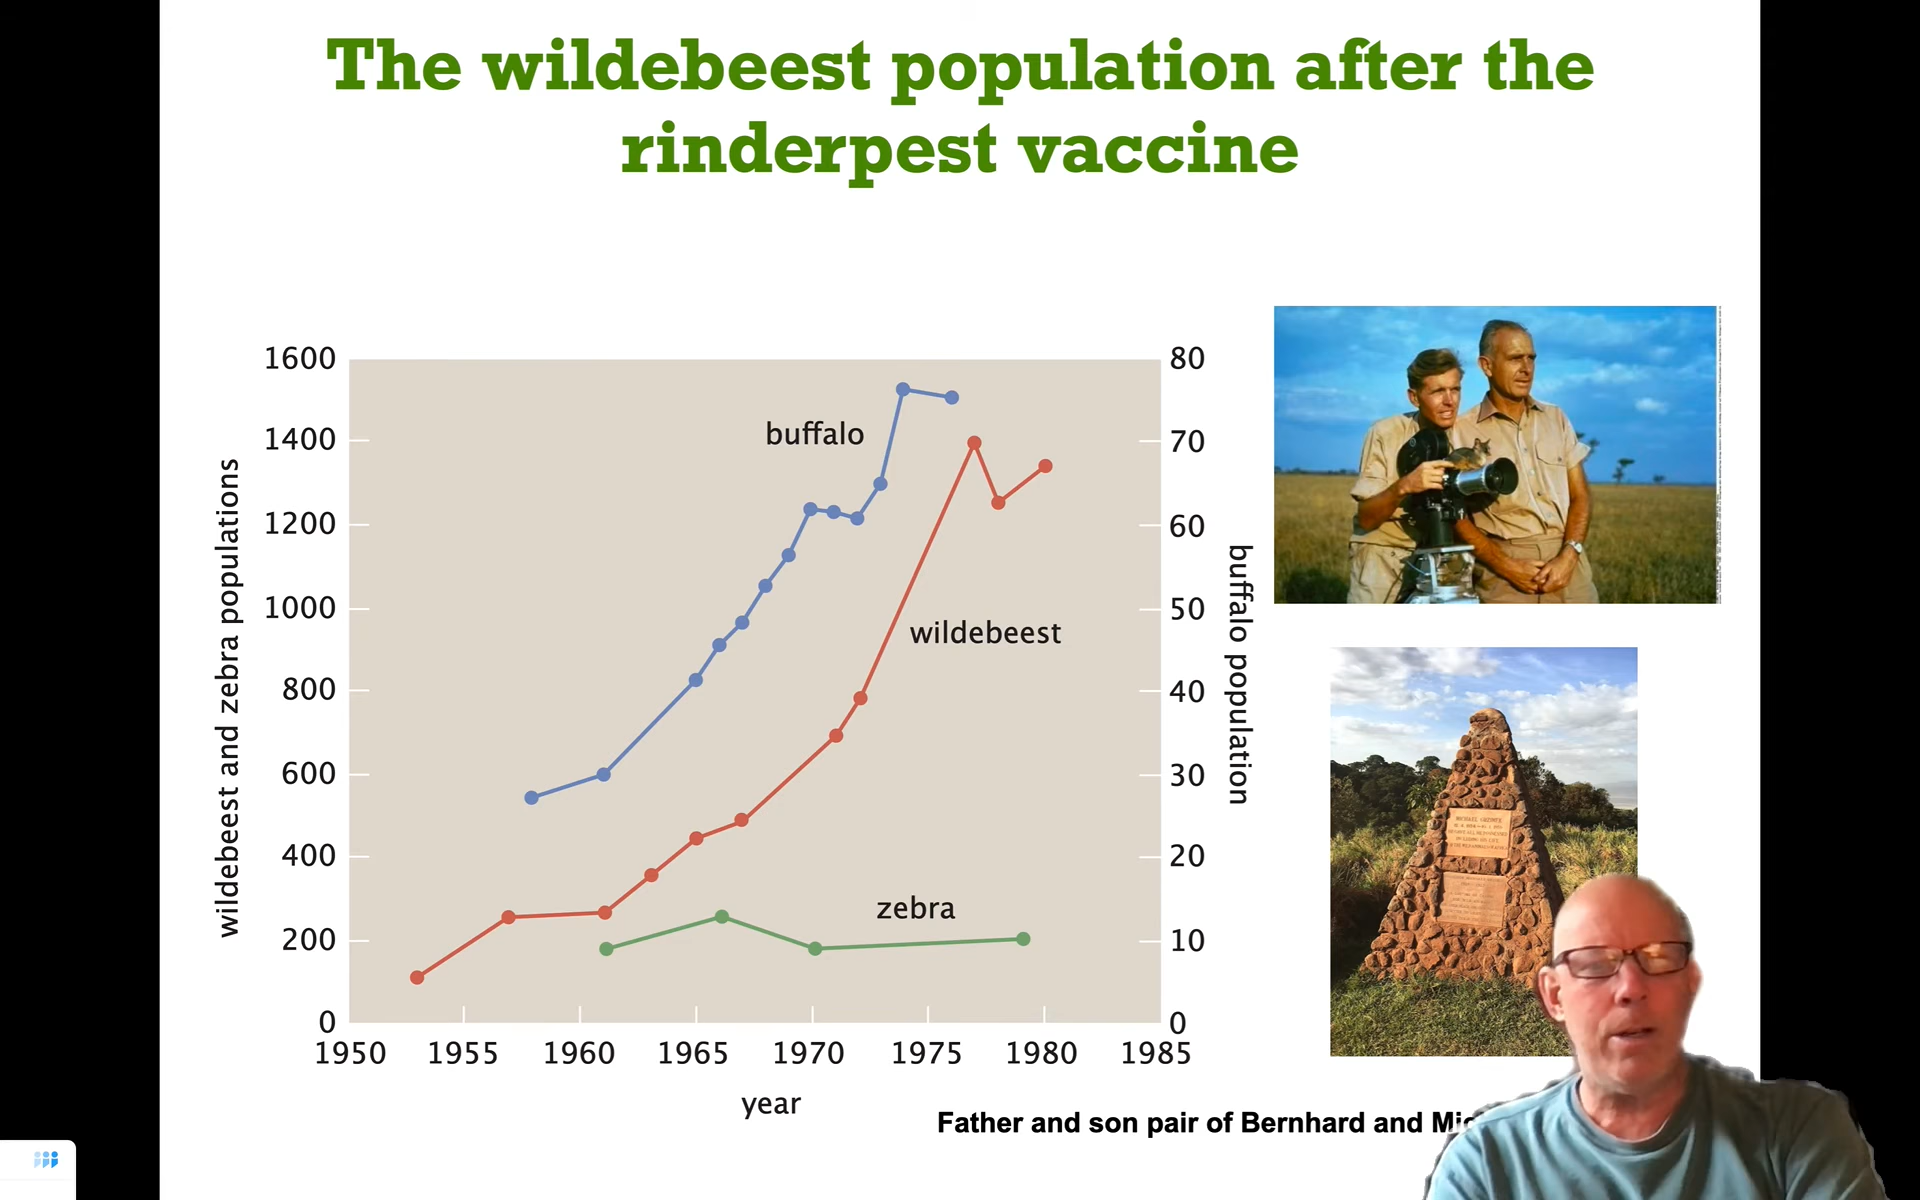 The wildebeest population after the
rinderpest vaccine
1600
1400
1200
1000
800
600
400
200
0
wildebeest and zebra populations
80
70
60
50
40
30
20
10
0
buffalo population
buffalo
wildebeest
zebra
1950 1955 1960 1965 1970 1975 1980 1985
year
MICHAEL GRZIMEK
Father and son pair of Bernhard and